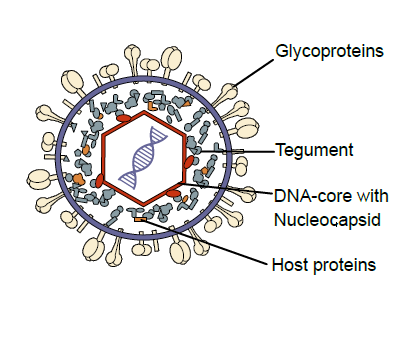 Glycoproteins
Tegument
DNA-core with
Nucleocapsid
Host proteins